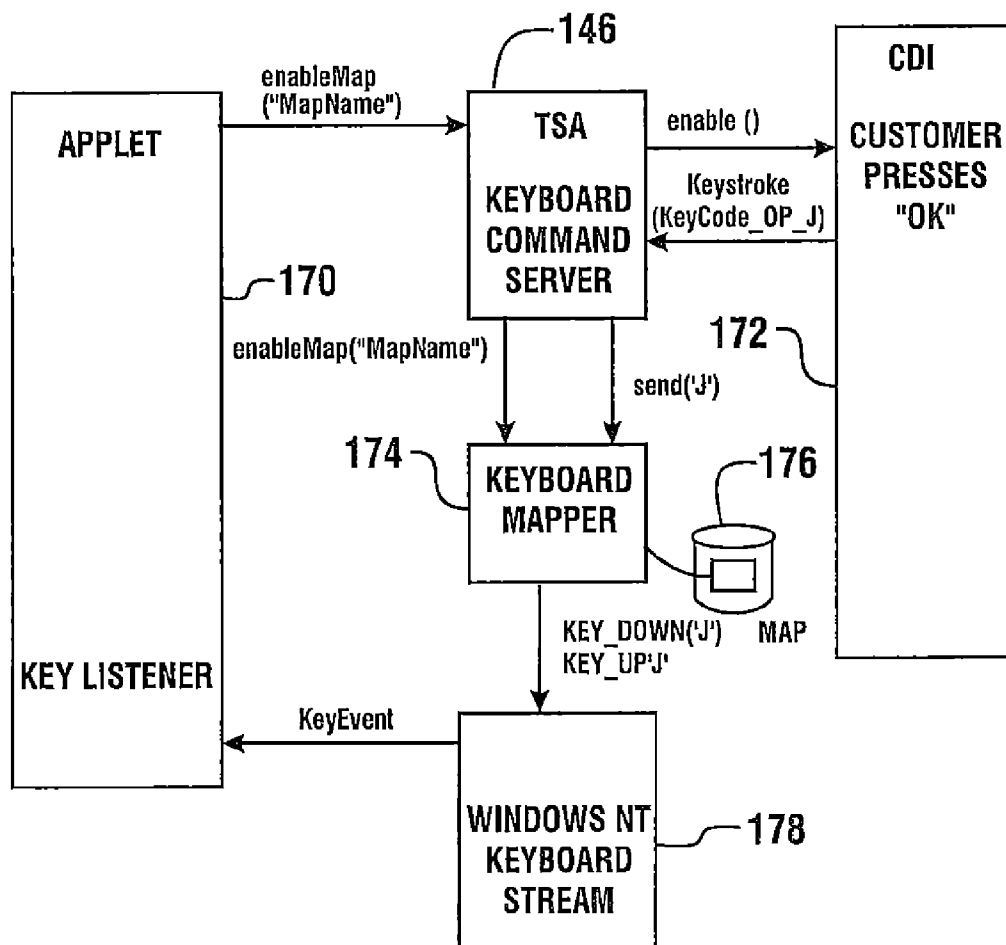 146
enableMap
("MapName")
APPLET
TSA
KEYBOARD
COMMAND
SERVER
enable ()
Keystroke
(KeyCode_OP_J)
CDI
CUSTOMER
PRESSES
"OK"
170
172
enableMap("MapName")
send('J')
174
KEYBOARD
MAPPER
176
MAP
KEY_DOWN('J')
KEY_UP'J'
KEY LISTENER
KeyEvent
WINDOWS NT
KEYBOARD
STREAM
178